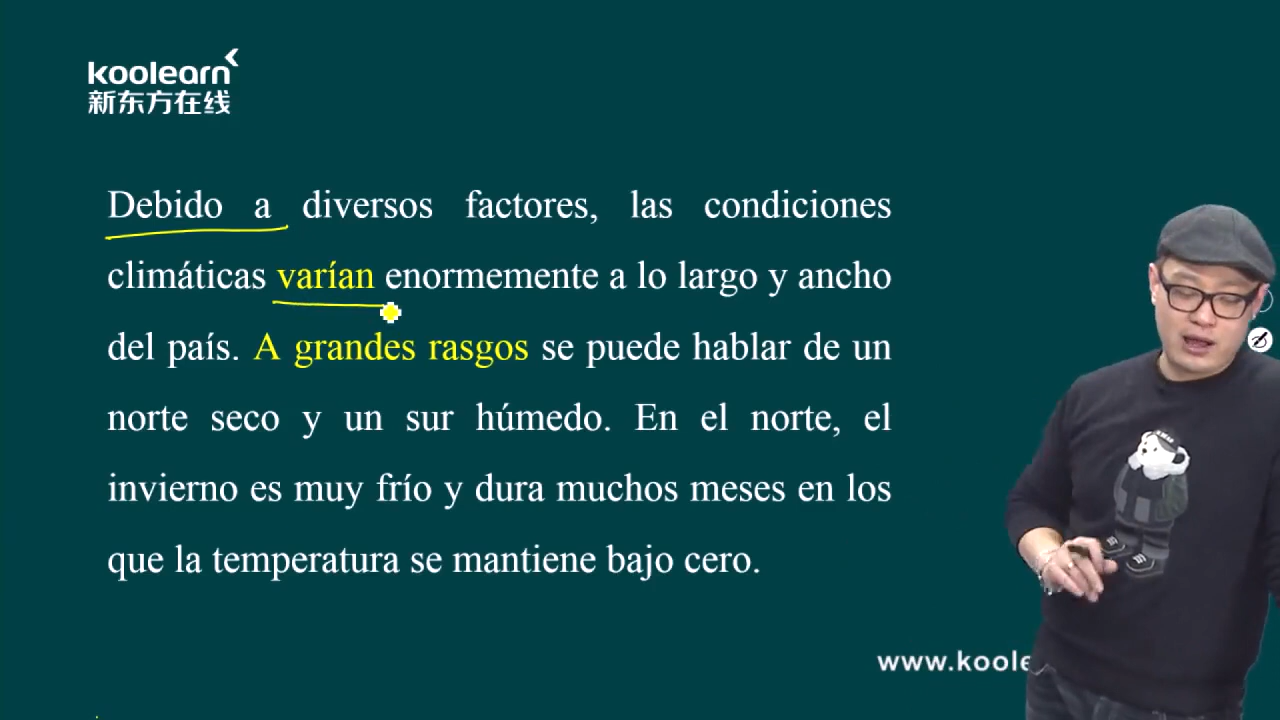 koolearn
新东方在线
Debido a diversos factores, las condiciones
climáticas varían enormemente a lo largo y ancho
del país. A grandes rasgos se puede hablar de un
norte seco y un sur húmedo. En el norte, el
invierno es muy frío y dura muchos meses en los
que la temperatura se mantiene bajo cero.
www.koole